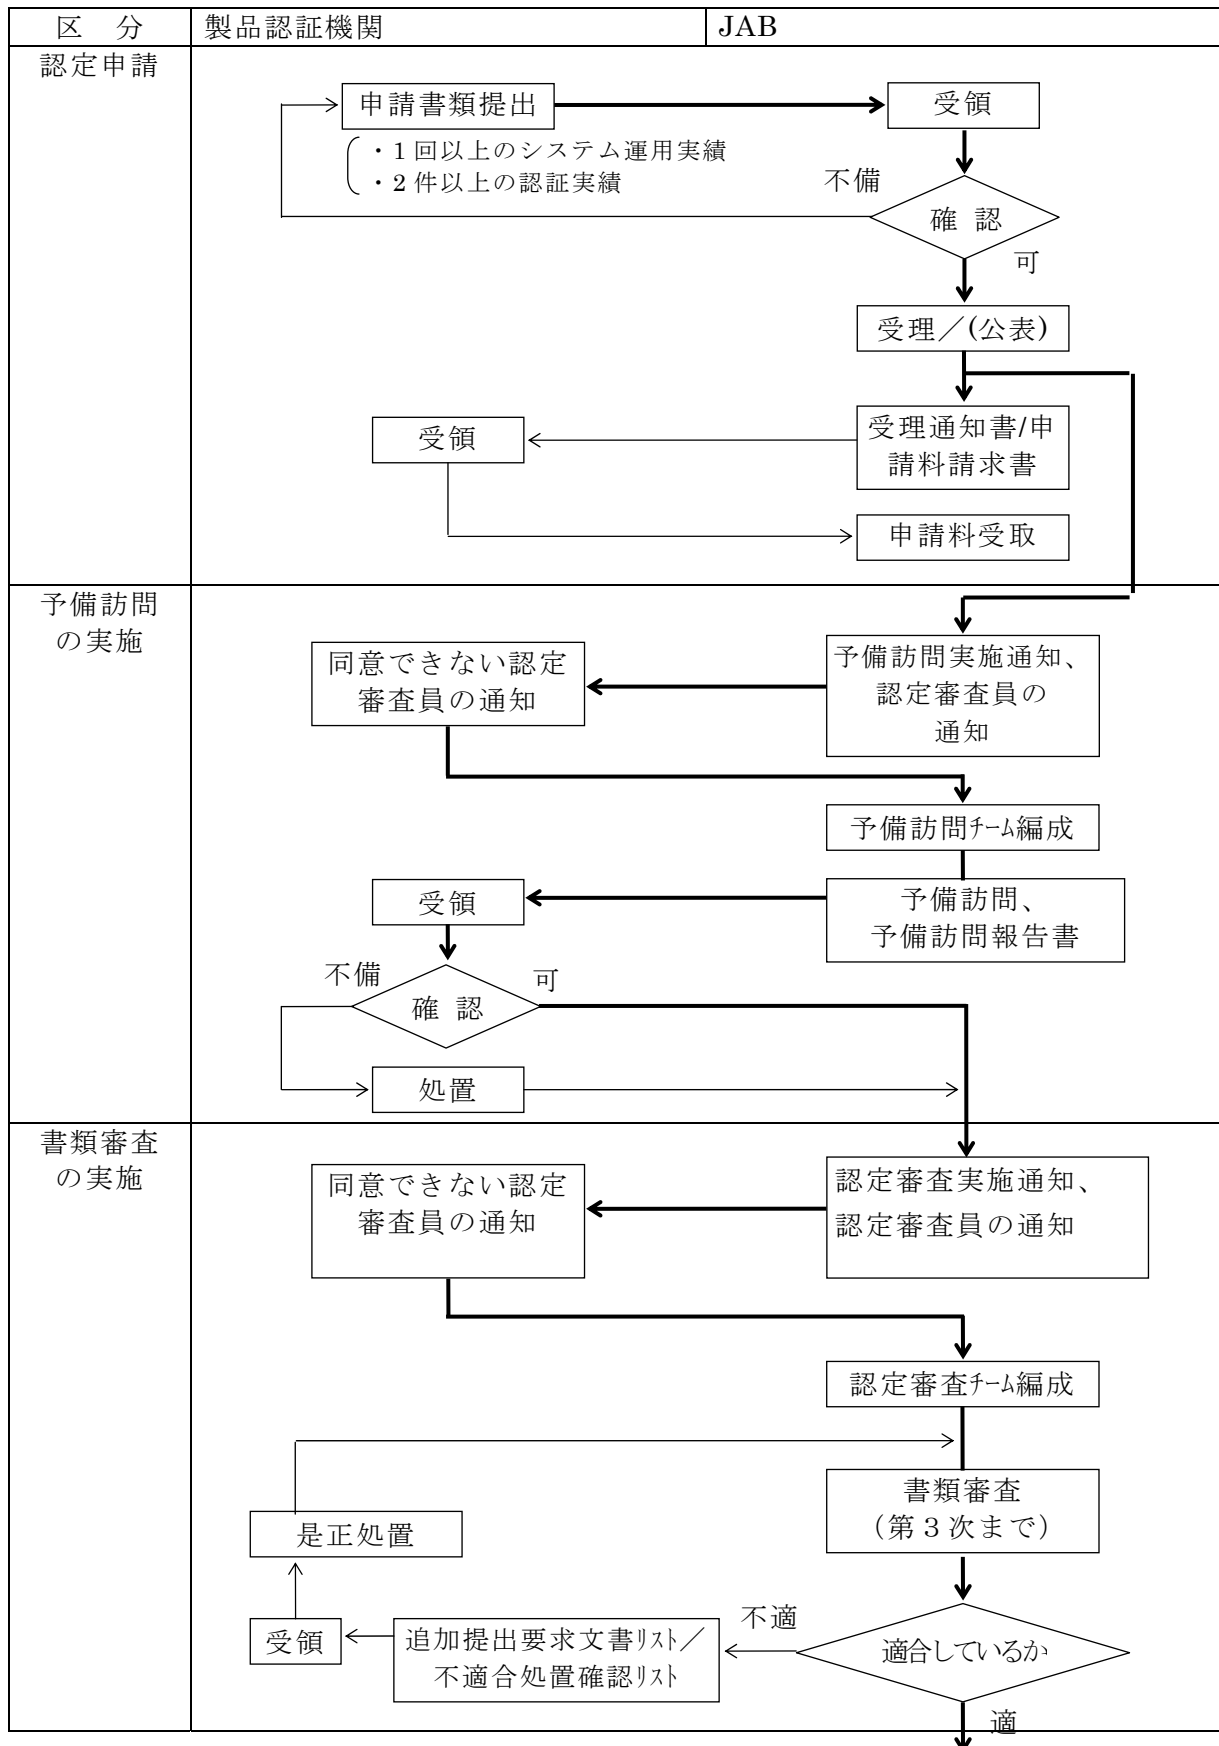 区　分
製品認証機関
JAB
認定申請
申請書類提出
受領
・1回以上のシステム運用実績
・2件以上の認証実績
不備
確 認
可
受理／(公表)
受領
受理通知書/申
請料請求書
申請料受取
予備訪問
の実施
同意できない認定
審査員の通知
予備訪問実施通知、
認定審査員の
通知
予備訪問ﾁｰﾑ編成
受領
予備訪問、
予備訪問報告書
不備
可
確 認
処置
書類審査
の実施
同意できない認定
審査員の通知
認定審査実施通知、
認定審査員の通知
認定審査ﾁｰﾑ編成
書類審査
（第３次まで）
是正処置
不適
受領
追加提出要求文書ﾘｽﾄ／
不適合処置確認ﾘｽﾄ
適合しているか
適